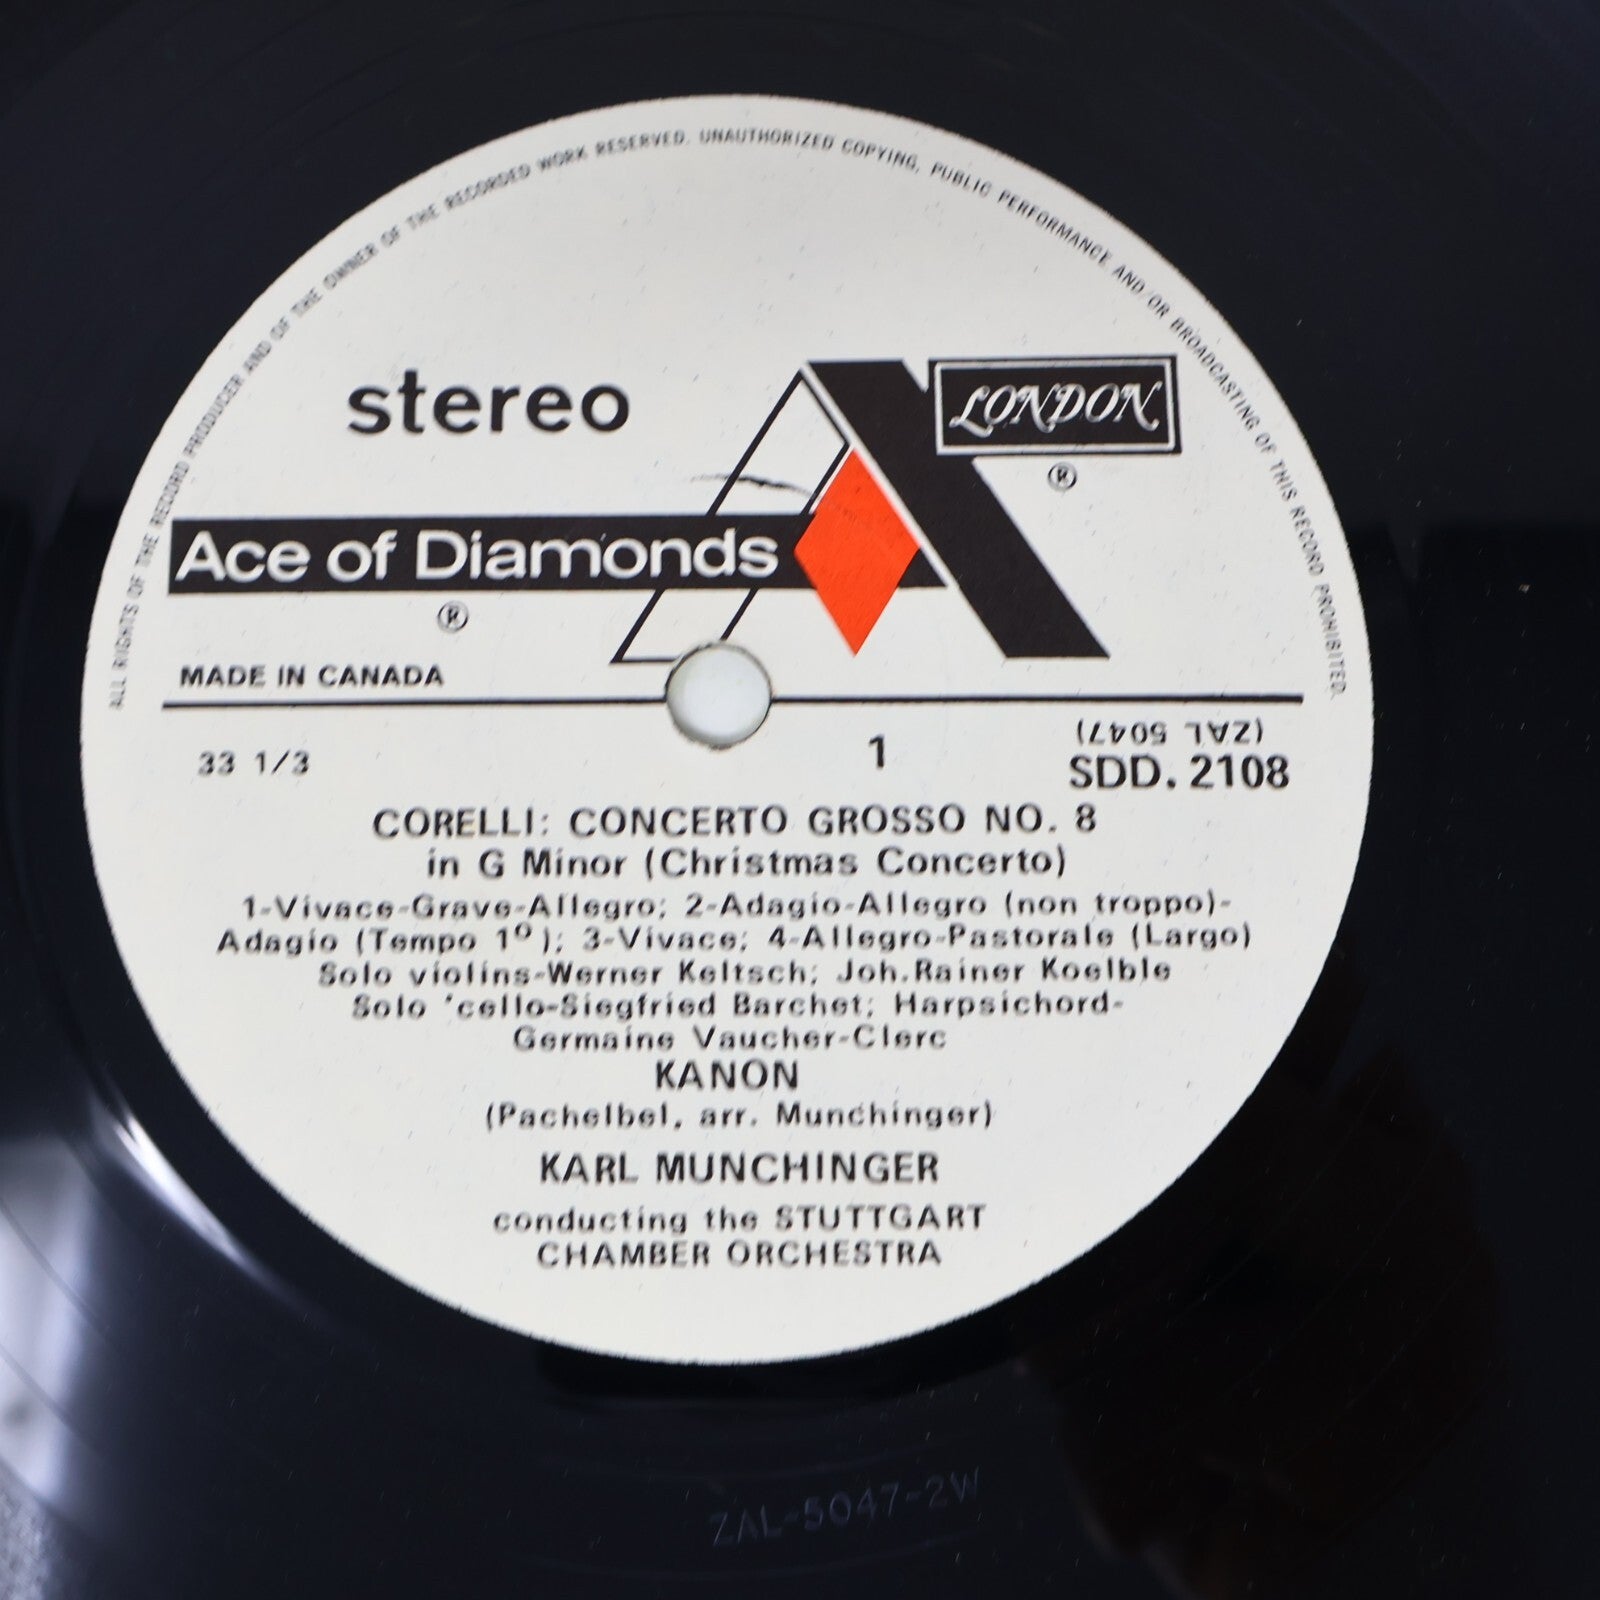 ALL RIGHTS OF THE RECORD PRODUCER AND OF THE OWNER OF THE RECORDED WORK RESERVED. UNAUTHORIZED COPYING, PUBLIC PERFORMANCE AND/OR BROADCASTING OF THIS RECORD PROHIBITED.
stereo
LONDON
®
Ace of Diamonds
®
MADE IN CANADA
33 1/3
1
(ZAL 5047)
SDD. 2108
CORELLI: CONCERTO GROSSO NO. 8
in G Minor (Christmas Concerto)
1-Vivace-Grave-Allegro; 2-Adagio-Allegro (non troppo)-
Adagio (Tempo 1º); 3-Vivace; 4-Allegro-Pastorale (Largo)
Solo violins-Werner Keltsch; Joh.Rainer Koelble
Solo 'cello-Siegfried Barchet; Harpsichord-
Germaine Vaucher-Clerc
KANON
(Pachelbel, arr. Munchinger)
KARL MUNCHINGER
conducting the STUTTGART
CHAMBER ORCHESTRA
ZAL-5047-2W